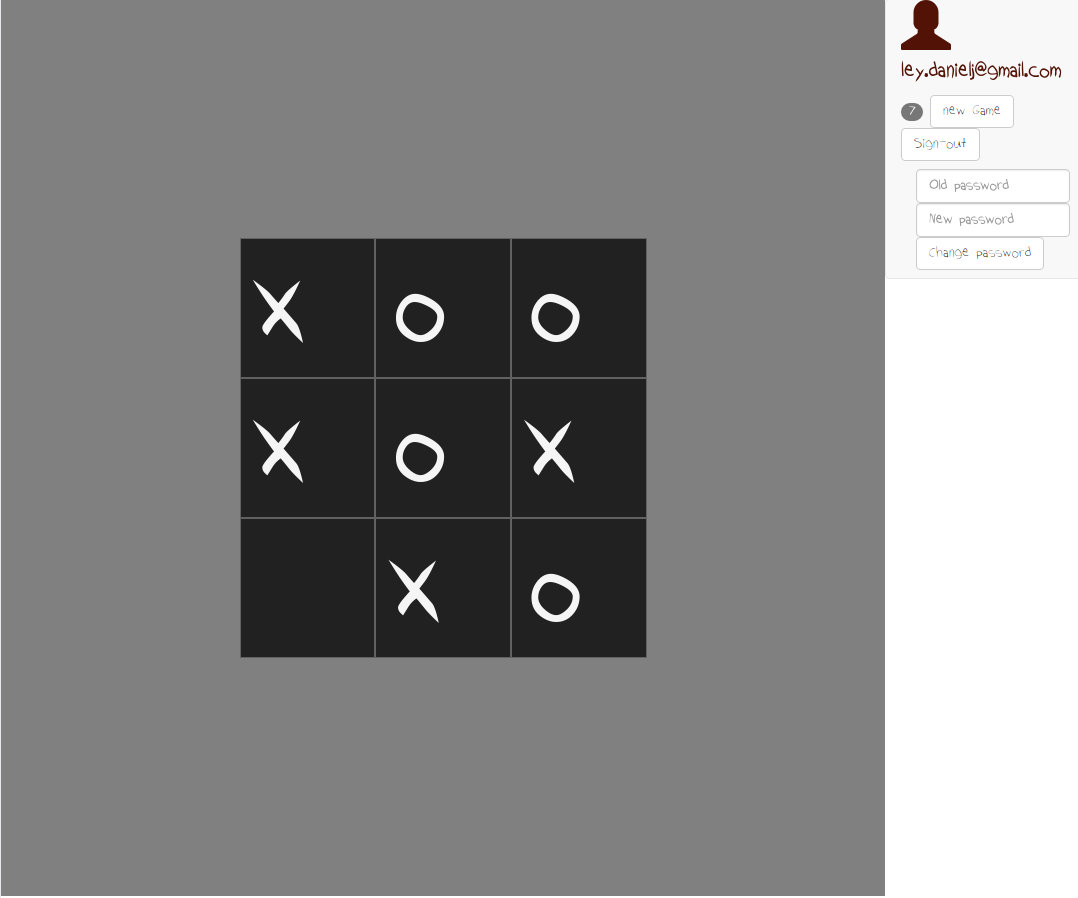 X O O
X O X
X O
ley.danielj@gmail.com
7 new Game
Sign-out
Old password
New password
Change password